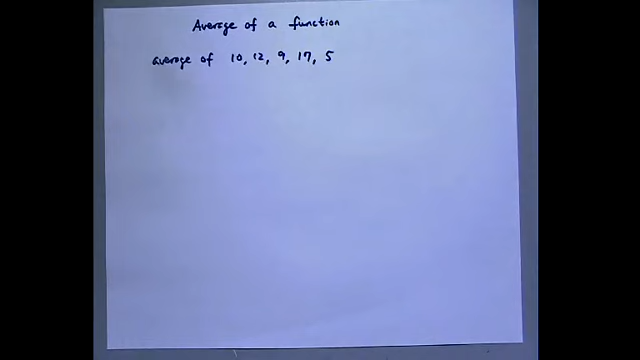 Average of a function
average of 10, 12, 9, 17, 5